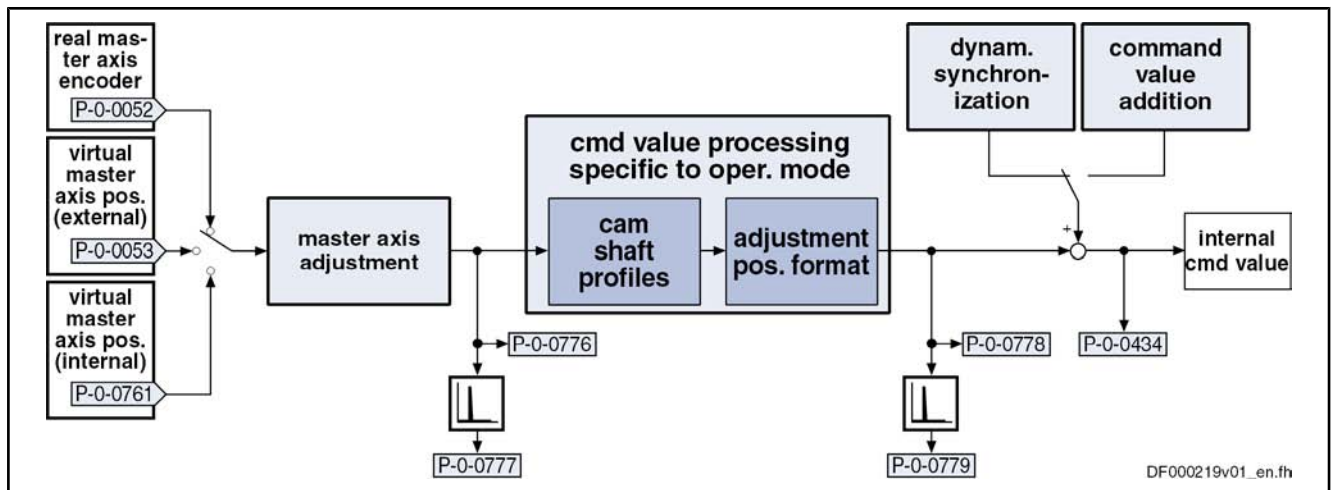 real mas-
ter axis
encoder
P-0-0052
virtual
master
axis pos.
(external)
P-0-0053
virtual
master
axis pos.
(internal)
P-0-0761
master axis
adjustment
P-0-0776
P-0-0777
cmd value processing
specific to oper. mode
cam
shaft
profiles
adjustment
pos. format
P-0-0778
P-0-0779
dynam.
synchron-
ization
command
value
addition
+
P-0-0434
internal
cmd value
DF000219v01_en.fh